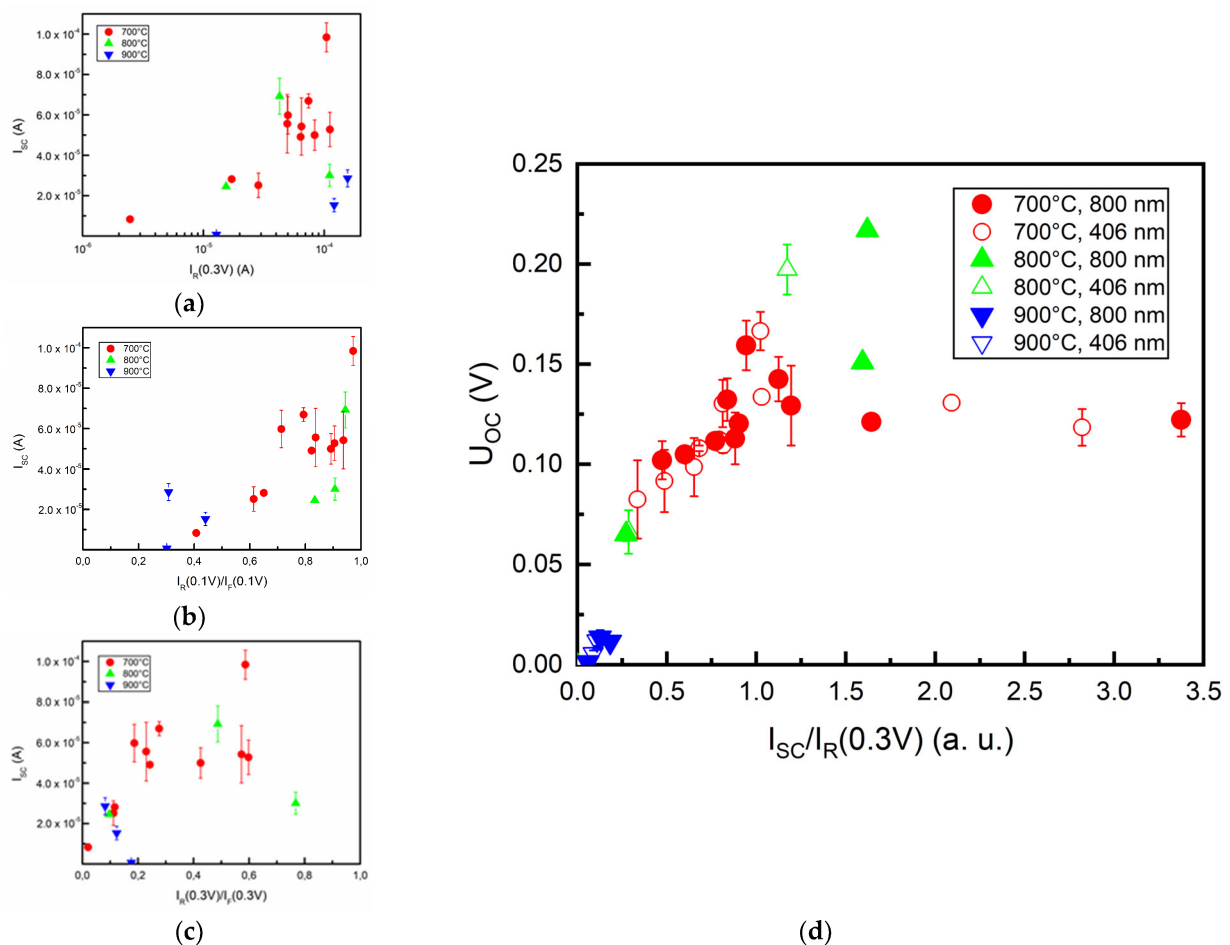 1.0 x 10⁻⁴
8.0 x 10⁻⁵
6.0 x 10⁻⁵
4.0 x 10⁻⁵
2.0 x 10⁻⁵
I_SC (A)
700°C
800°C
900°C
10⁻⁶
10⁻⁵
10⁻⁴
I_R(0.3V) (A)
(a)
1.0 x 10⁻⁴
8.0 x 10⁻⁵
6.0 x 10⁻⁵
4.0 x 10⁻⁵
2.0 x 10⁻⁵
I_SC (A)
700°C
800°C
900°C
0,0 0,2 0,4 0,6 0,8 1,0
I_R(0.1V)/I_F(0.1V)
(b)
1.0 x 10⁻⁴
8.0 x 10⁻⁵
6.0 x 10⁻⁵
4.0 x 10⁻⁵
2.0 x 10⁻⁵
I_SC (A)
700°C
800°C
900°C
0,0 0,2 0,4 0,6 0,8 1,0
I_R(0.3V)/I_F(0.3V)
(c)
0.25
0.20
0.15
0.10
0.05
0.00
U_OC (V)
700°C, 800 nm
700°C, 406 nm
800°C, 800 nm
800°C, 406 nm
900°C, 800 nm
900°C, 406 nm
0.0 0.5 1.0 1.5 2.0 2.5 3.0 3.5
I_SC/I_R(0.3V) (a. u.)
(d)